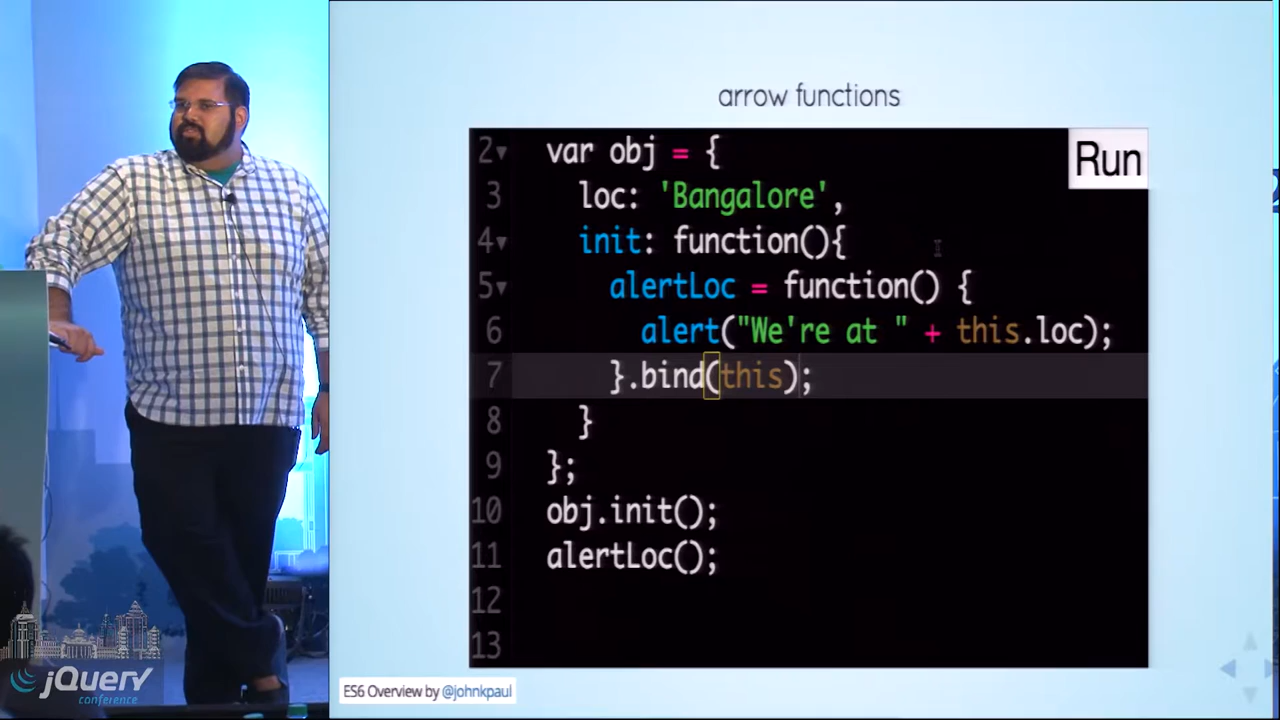 arrow functions
Run
2 var obj = {
3 loc: 'Bangalore',
4 init: function(){
5 alertLoc = function() {
6 alert("We're at " + this.loc);
7 }.bind(this);
8 }
9 };
10 obj.init();
11 alertLoc();
12
13
jQuery
conference
ES6 Overview by @johnkpaul